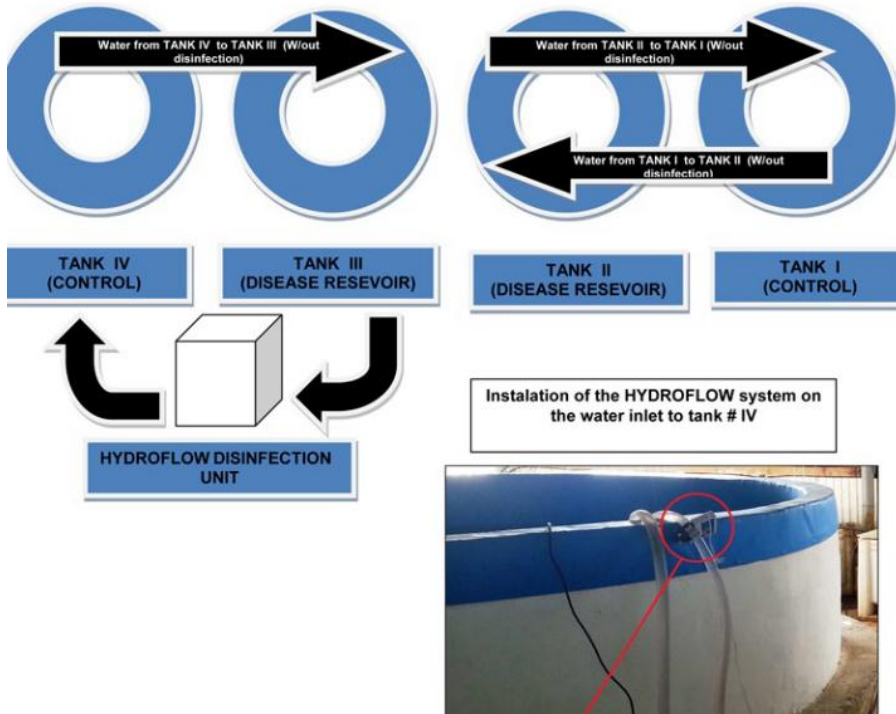 Water from TANK IV to TANK III (W/out
disinfection)
Water from TANK II to TANK I (W/out
disinfection)
Water from TANK I to TANK II (W/out
disinfection)
TANK IV
(CONTROL)
TANK III
(DISEASE RESEVOIR)
TANK II
(DISEASE RESEVOIR)
TANK I
(CONTROL)
HYDROFLOW DISINFECTION
UNIT
Instalation of the HYDROFLOW system on
the water inlet to tank # IV